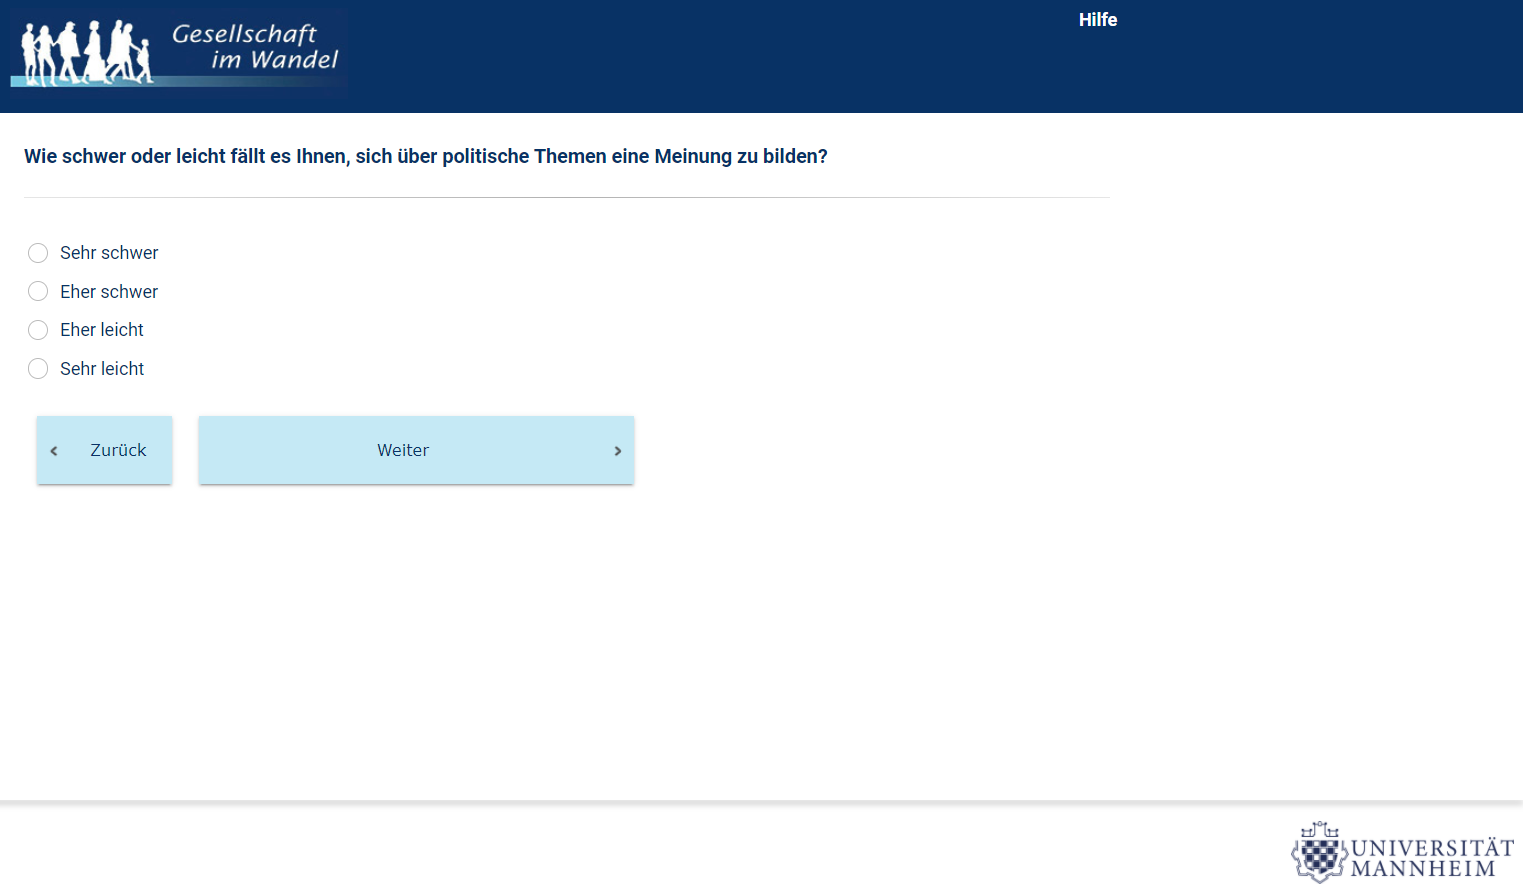 Gesellschaft
im Wandel
Hilfe
Wie schwer oder leicht fällt es Ihnen, sich über politische Themen eine Meinung zu bilden?
Sehr schwer
Eher schwer
Eher leicht
Sehr leicht
Zurück
Weiter
UNIVERSITÄT
MANNHEIM